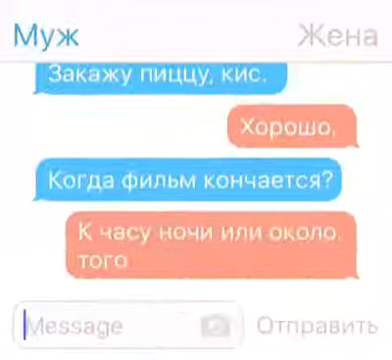 Муж
Жена
Закажу пиццу, кис.
Хорошо.
Когда фильм кончается?
К часу ночи или около
того
Message
Отправить